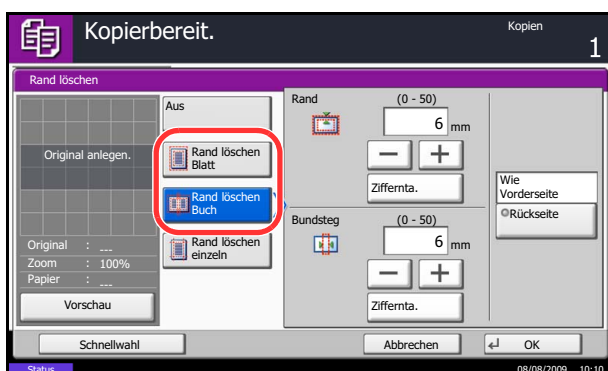 Kopierbereit.
Kopien
1
Rand löschen
Original anlegen.
Original : ---
Zoom : 100%
Papier : ---
Vorschau
Aus
Rand löschen
Blatt
Rand löschen
Buch
Rand löschen
einzeln
Rand
(0 - 50)
6 mm
Ziffernta.
Bundsteg
(0 - 50)
6 mm
Ziffernta.
Wie
Vorderseite
Rückseite
Schnellwahl
Abbrechen
OK
Status
08/08/2009 10:10